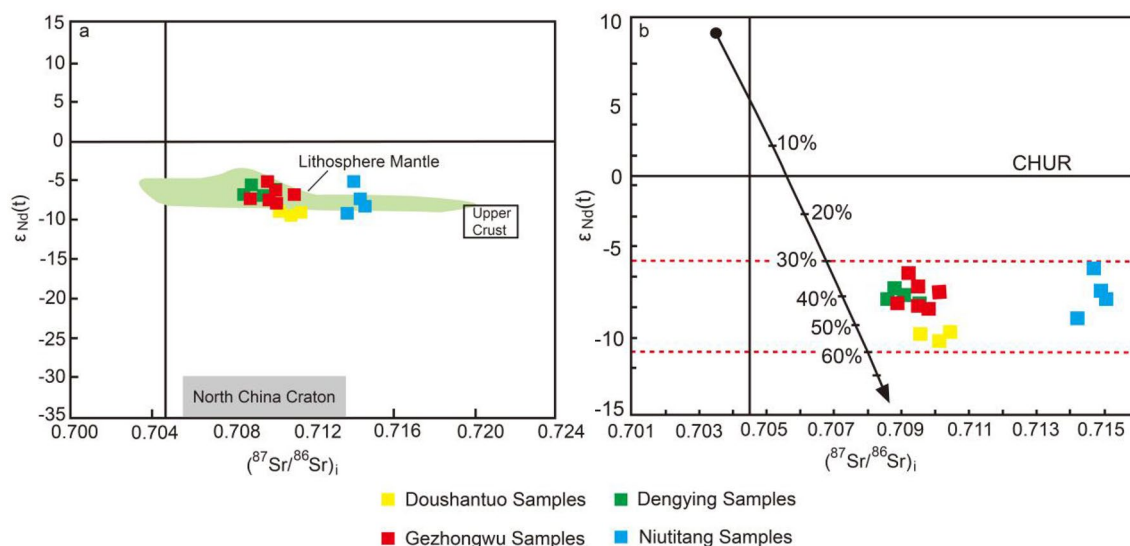 a
15
10
5
0
-5
-10
-15
-20
-25
-30
-35
εNd(t)
Lithosphere Mantle
Upper
Crust
North China Craton
0.700
0.704
0.708
0.712
0.716
0.720
0.724
(⁸⁷Sr/⁸⁶Sr)i
b
10
5
0
-5
-10
-15
εNd(t)
10%
CHUR
20%
30%
40%
50%
60%
0.701
0.703
0.705
0.707
0.709
0.711
0.713
0.715
(⁸⁷Sr/⁸⁶Sr)i
Doushantuo Samples
Dengying Samples
Gezhongwu Samples
Niutitang Samples